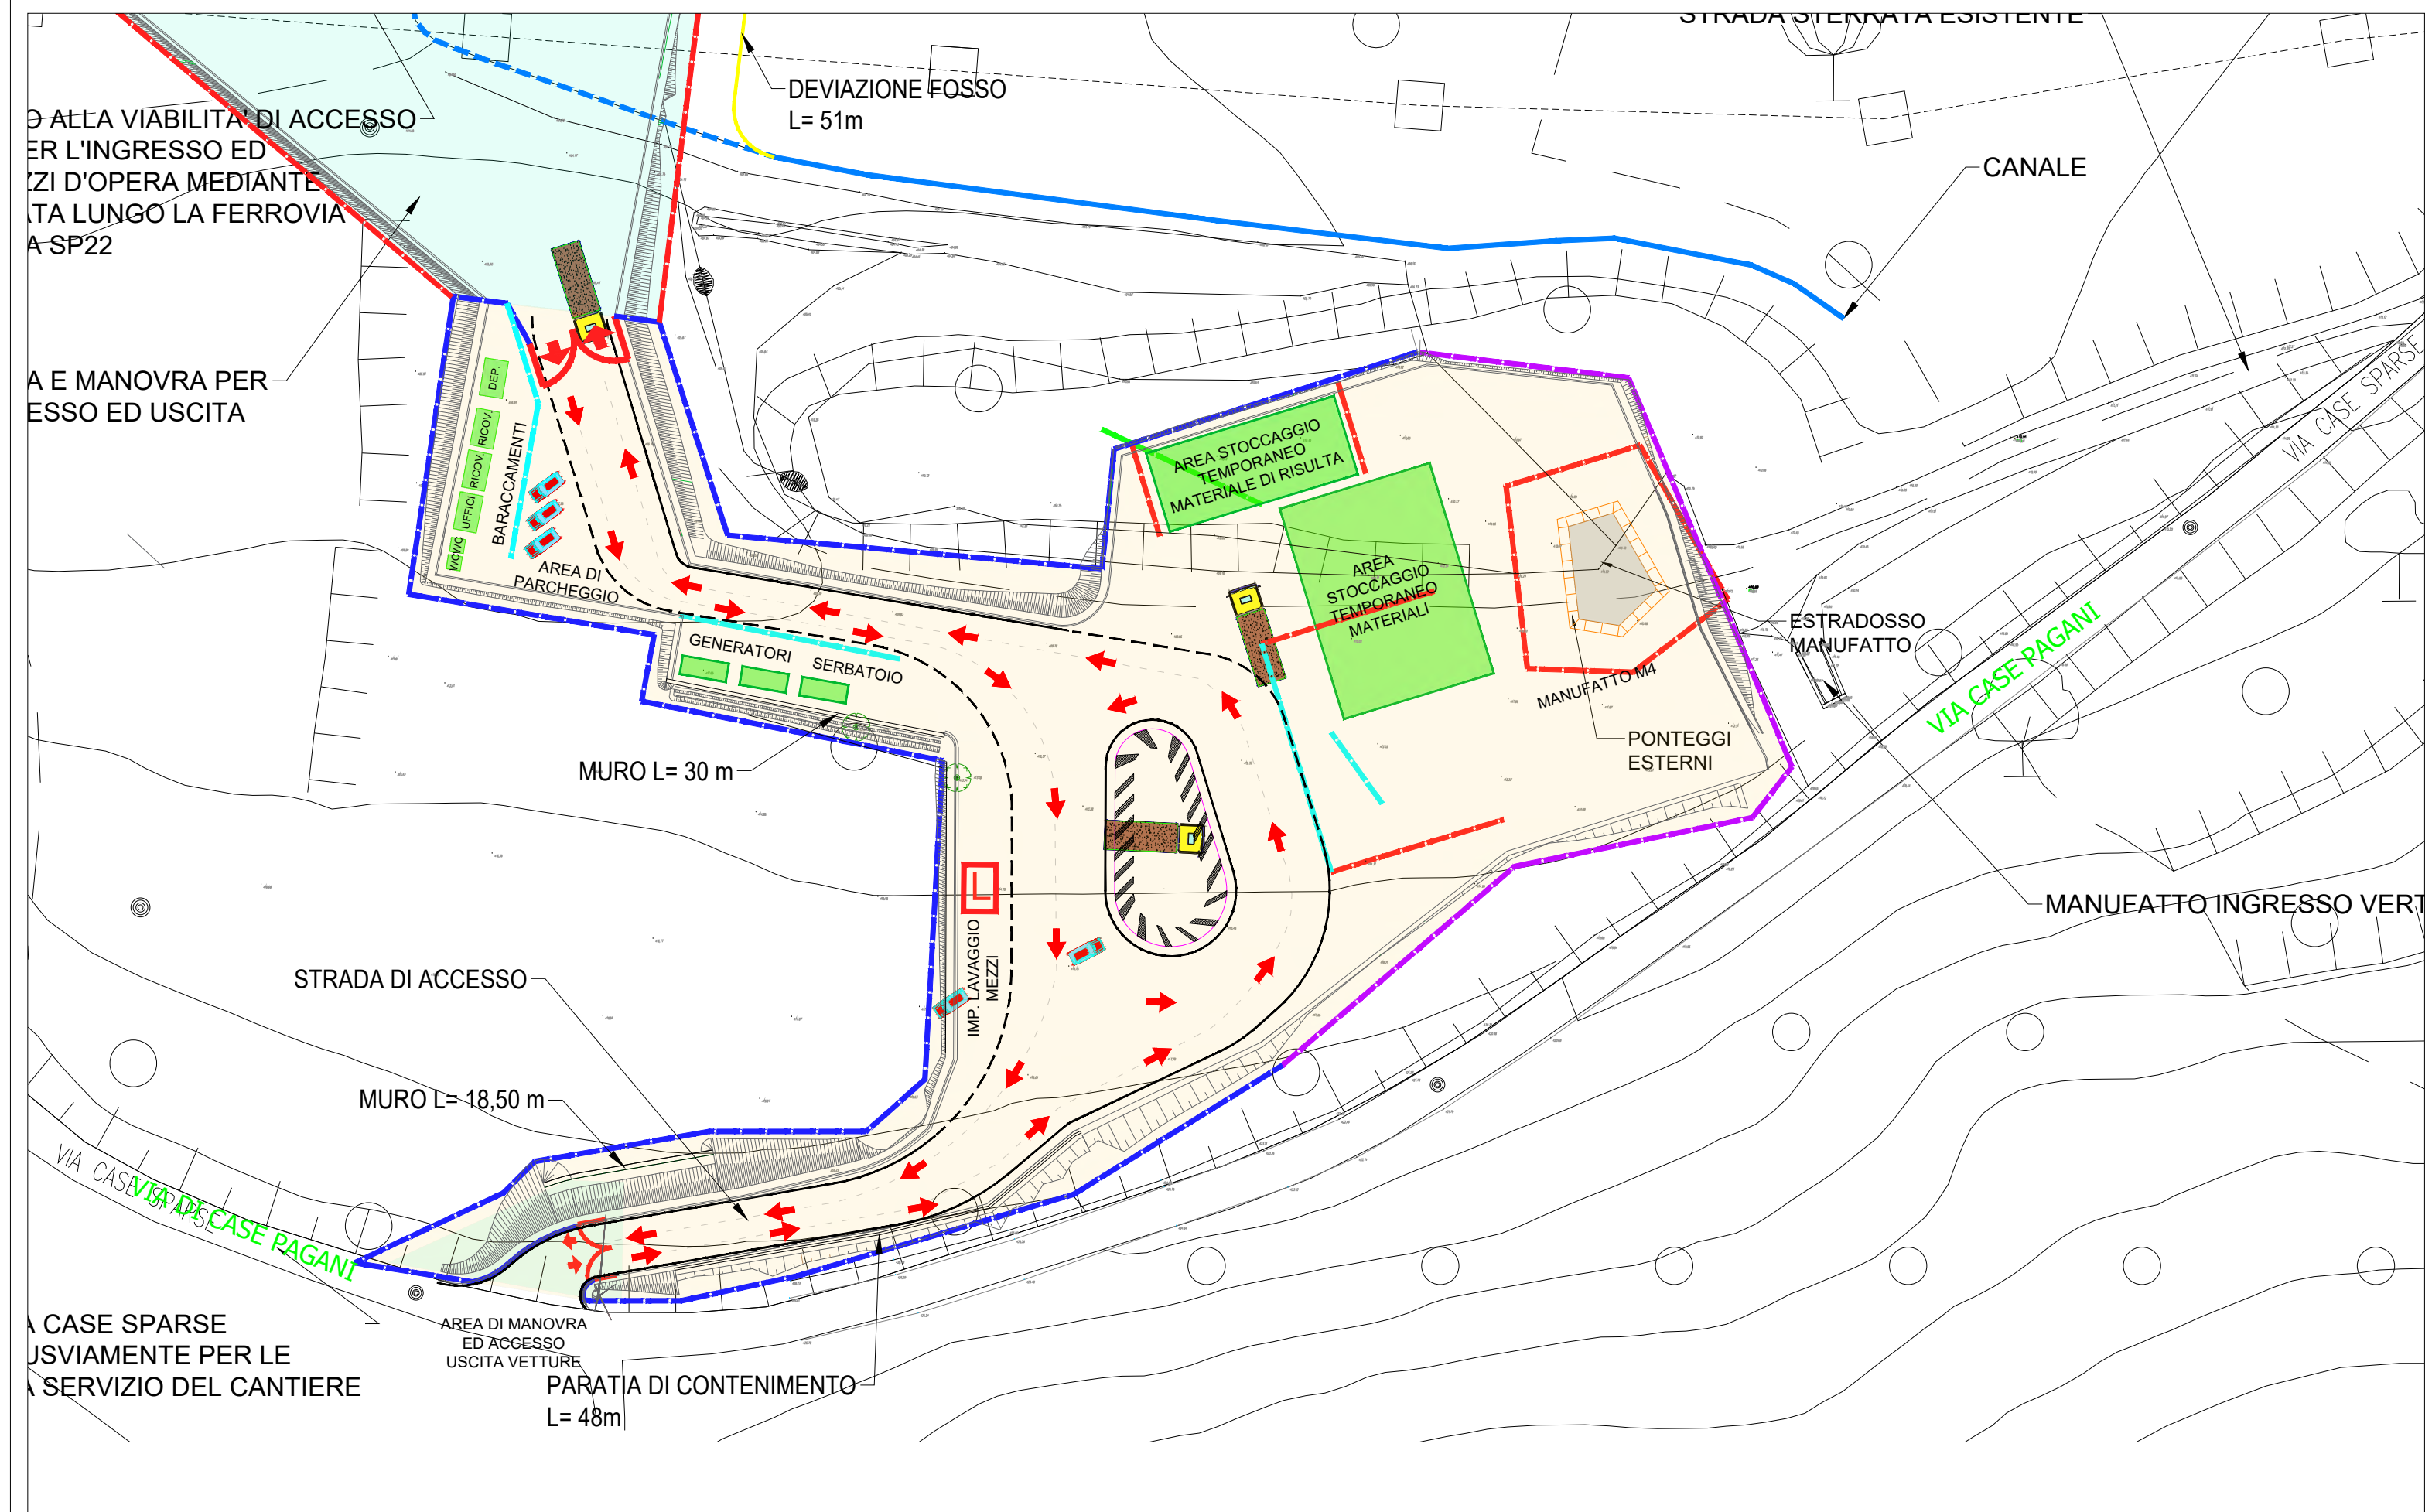 STRADA STERRATA ESISTENTE
DEVIAZIONE FOSSO
L= 51m
O ALLA VIABILITA' DI ACCESSO
ER L'INGRESSO ED
ZZI D'OPERA MEDIANTE
ATA LUNGO LA FERROVIA
A SP22
CANALE
A E MANOVRA PER
ESSO ED USCITA
DEP.
RICOV.
RICOV.
UFFICI
WC WC
BARACCAMENTI
AREA DI
PARCHEGGIO
AREA STOCCAGGIO
TEMPORANEO
MATERIALE DI RISULTA
AREA
STOCCAGGIO
TEMPORANEO
MATERIALI
VIA CASE SPARSE
GENERATORI
SERBATOIO
ESTRADOSSO
MANUFATTO
VIA CASE PAGANI
MANUFATTO M4
PONTEGGI
ESTERNI
MURO L= 30 m
MANUFATTO INGRESSO VERT
L
IMP. LAVAGGIO
MEZZI
STRADA DI ACCESSO
MURO L= 18,50 m
VIA CASE SPARSE
VIA DI CASE PAGANI
A CASE SPARSE
USVIAMENTE PER LE
A SERVIZIO DEL CANTIERE
AREA DI MANOVRA
ED ACCESSO
USCITA VETTURE
PARATIA DI CONTENIMENTO
L= 48m